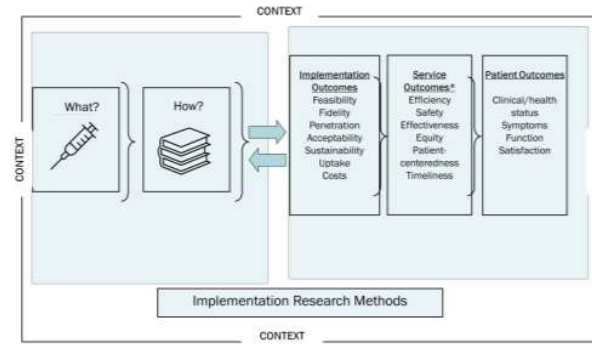 CONTEXT
CONTEXT
What?
How?
Implementation
Outcomes
Feasibility
Fidelity
Penetration
Acceptability
Sustainability
Uptake
Costs
Service
Outcomes*
Efficiency
Safety
Effectiveness
Equity
Patient-
centeredness
Timeliness
Patient Outcomes
Clinical/health
status
Symptoms
Function
Satisfaction
CONTEXT
Implementation Research Methods
CONTEXT